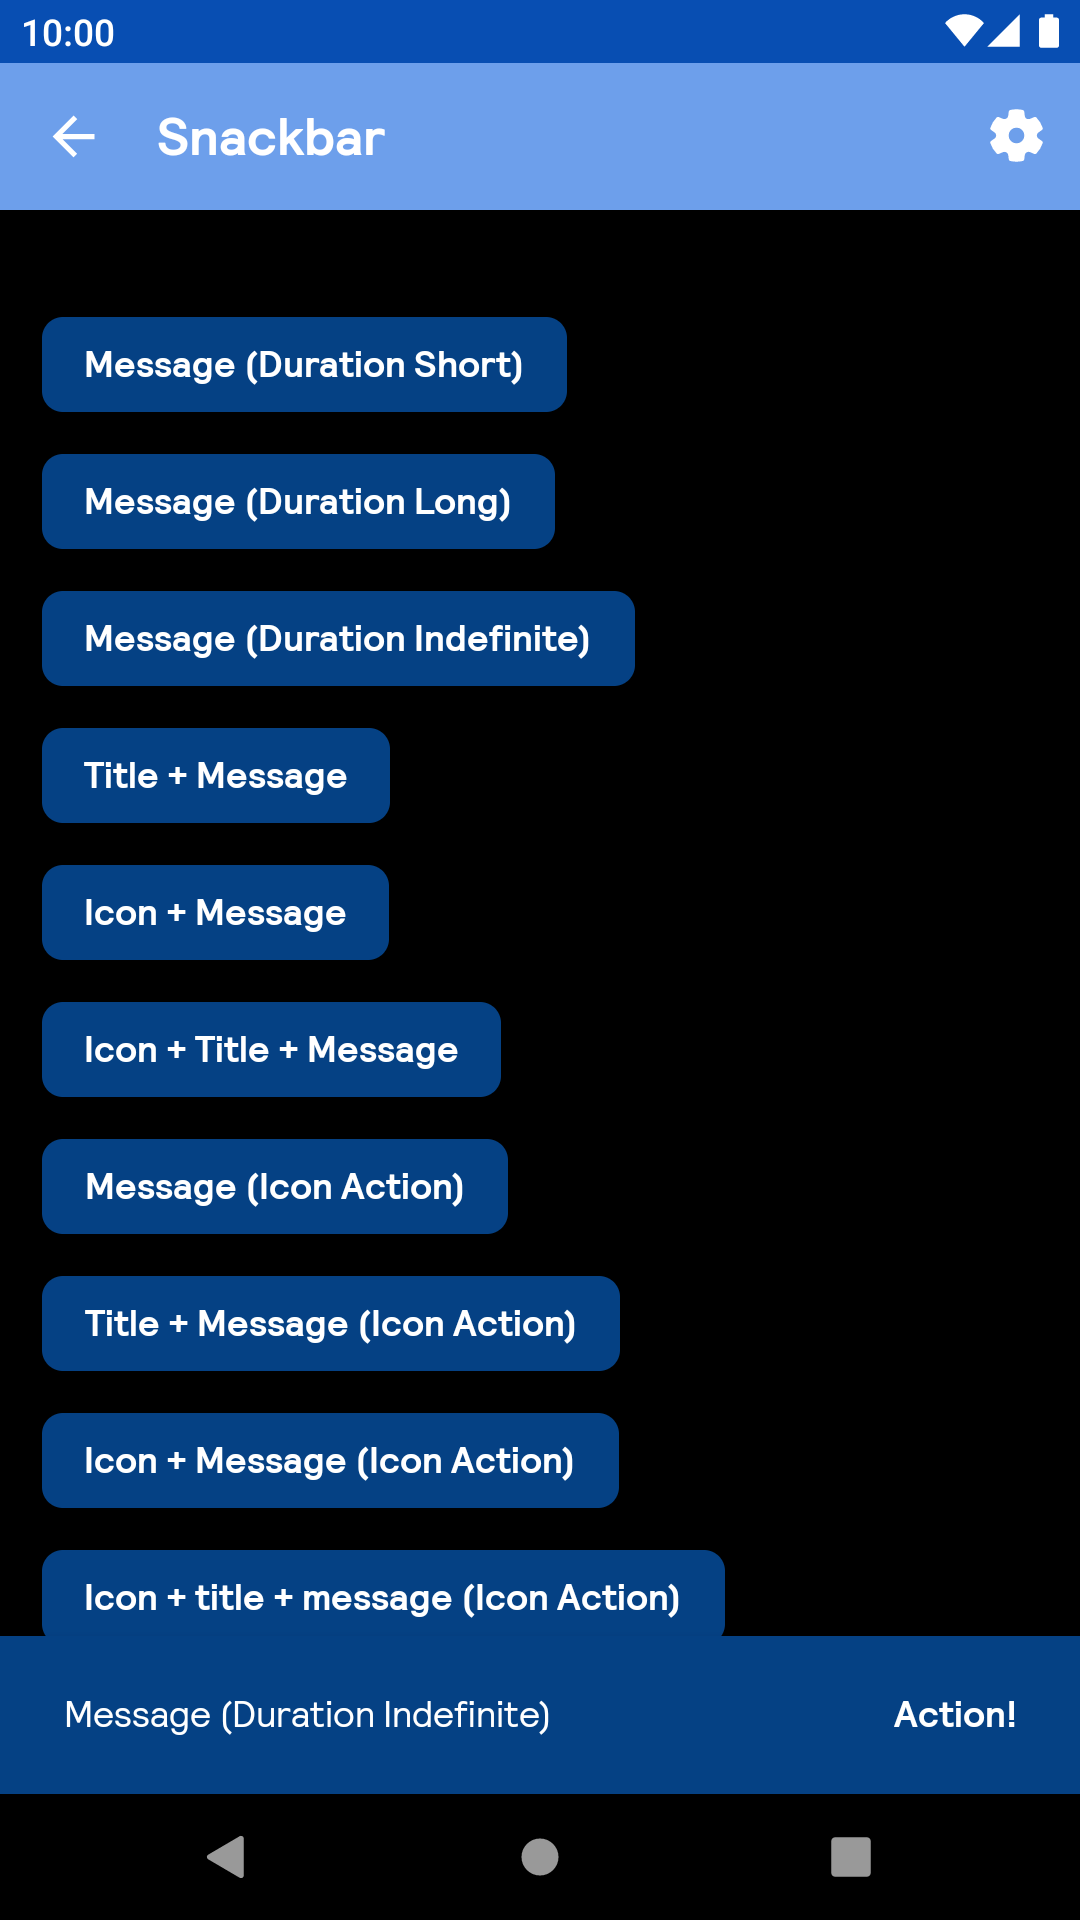 10:00
Snackbar
Message (Duration Short)
Message (Duration Long)
Message (Duration Indefinite)
Title + Message
Icon + Message
Icon + Title + Message
Message (Icon Action)
Title + Message (Icon Action)
Icon + Message (Icon Action)
Icon + title + message (Icon Action)
Message (Duration Indefinite) Action!